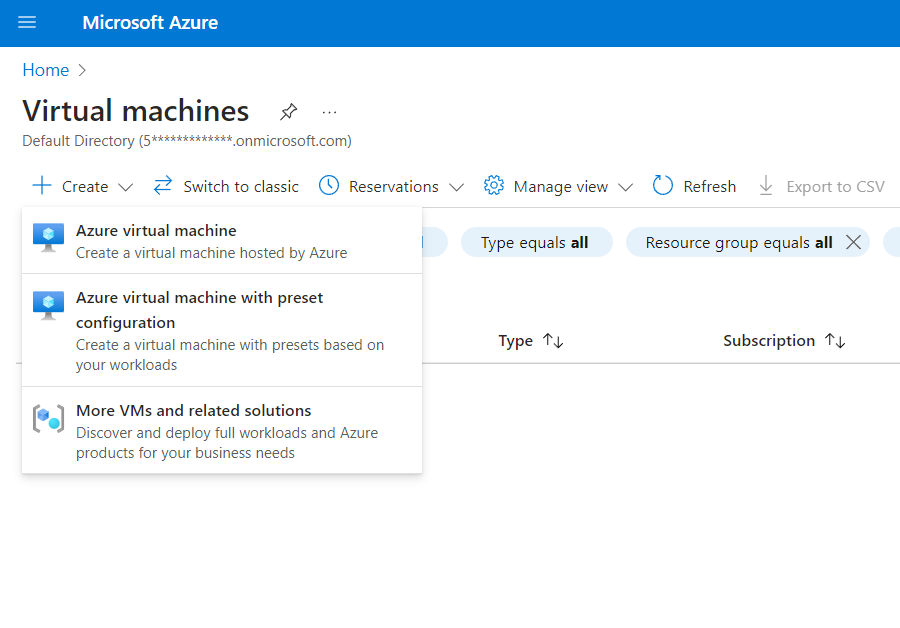 Microsoft Azure
Home
Virtual machines
Default Directory (5*************.onmicrosoft.com)
Create
Switch to classic
Reservations
Manage view
Refresh
Export to CSV
Azure virtual machine
Create a virtual machine hosted by Azure
Type equals all
Resource group equals all
Azure virtual machine with preset
configuration
Create a virtual machine with presets based on
your workloads
Type
Subscription
More VMs and related solutions
Discover and deploy full workloads and Azure
products for your business needs